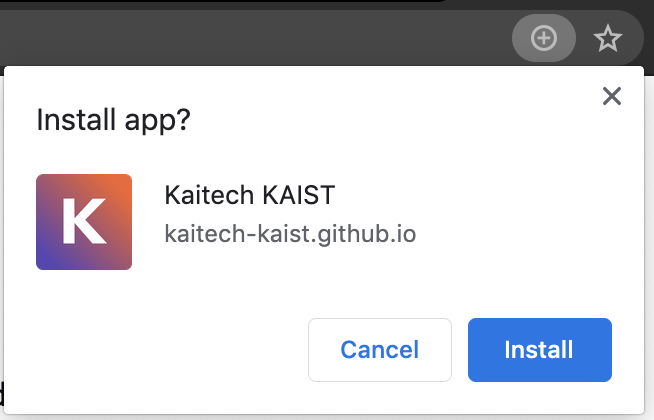 Install app?
K
Kaitech KAIST
kaitech-kaist.github.io
Cancel
Install